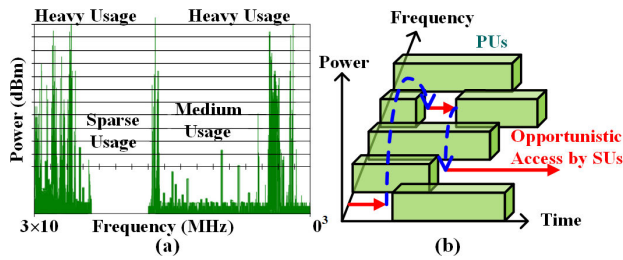 Heavy Usage
Heavy Usage
Power (dBm)
Sparse
Usage
Medium
Usage
3×10
Frequency (MHz)
0³
(a)
Frequency
Power
PUs
Opportunistic
Access by SUs
Time
(b)